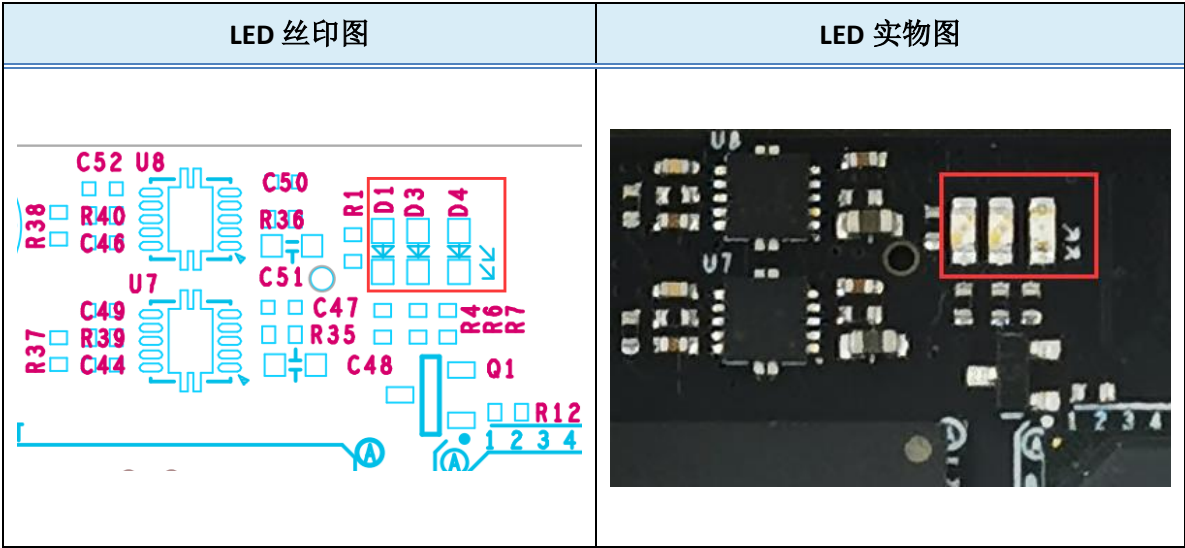 LED 丝印图
LED 实物图
C52 U8
C50
R38
R40
R36
C46
R1
D1
D3
D4
C51
U7
C49
C47
R37
R39
R35
C44
C48
R4
R6
R7
Q1
R12
1 2 3 4
A
A
U8
U7
1 2 3 4
A
A